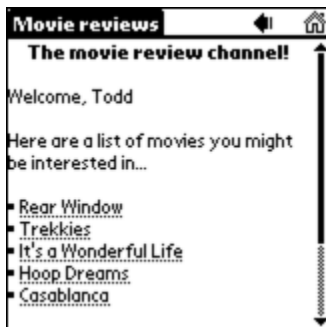 Movie reviews
The movie review channel!
Welcome, Todd
Here are a list of movies you might
be interested in...
Rear Window
Trekkies
It's a Wonderful Life
Hoop Dreams
Casablanca